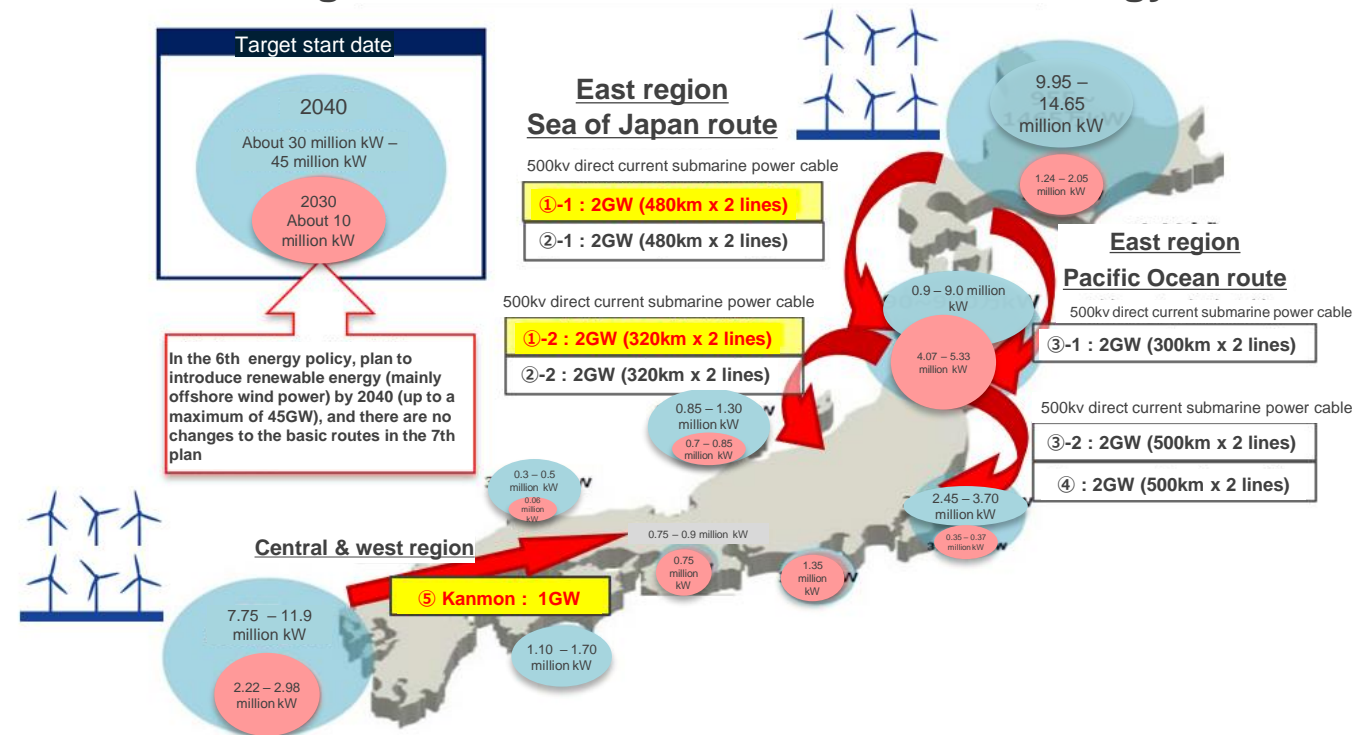 Target start date
2040
About 30 million kW –
45 million kW
2030
About 10
million kW
In the 6th energy policy, plan to
introduce renewable energy (mainly
offshore wind power) by 2040 (up to a
maximum of 45GW), and there are no
changes to the basic routes in the 7th
plan
East region
Sea of Japan route
500kv direct current submarine power cable
①-1 : 2GW (480km x 2 lines)
②-1 : 2GW (480km x 2 lines)
500kv direct current submarine power cable
①-2 : 2GW (320km x 2 lines)
②-2 : 2GW (320km x 2 lines)
9.95 –
14.65
million kW
1.24 – 2.05
million kW
East region
Pacific Ocean route
500kv direct current submarine power cable
③-1 : 2GW (300km x 2 lines)
500kv direct current submarine power cable
③-2 : 2GW (500km x 2 lines)
④ : 2GW (500km x 2 lines)
0.9 – 9.0 million
kW
4.07 – 5.33
million kW
0.85 – 1.30
million kW
0.7 – 0.85
million kW
0.3 – 0.5
million kW
0.06
million
kW
2.45 – 3.70
million kW
0.35 – 0.37
million kW
0.75 – 0.9 million kW
0.75
million
kW
1.35
million
kW
Central & west region
⑤ Kanmon : 1GW
7.75 – 11.9
million kW
2.22 – 2.98
million kW
1.10 – 1.70
million kW